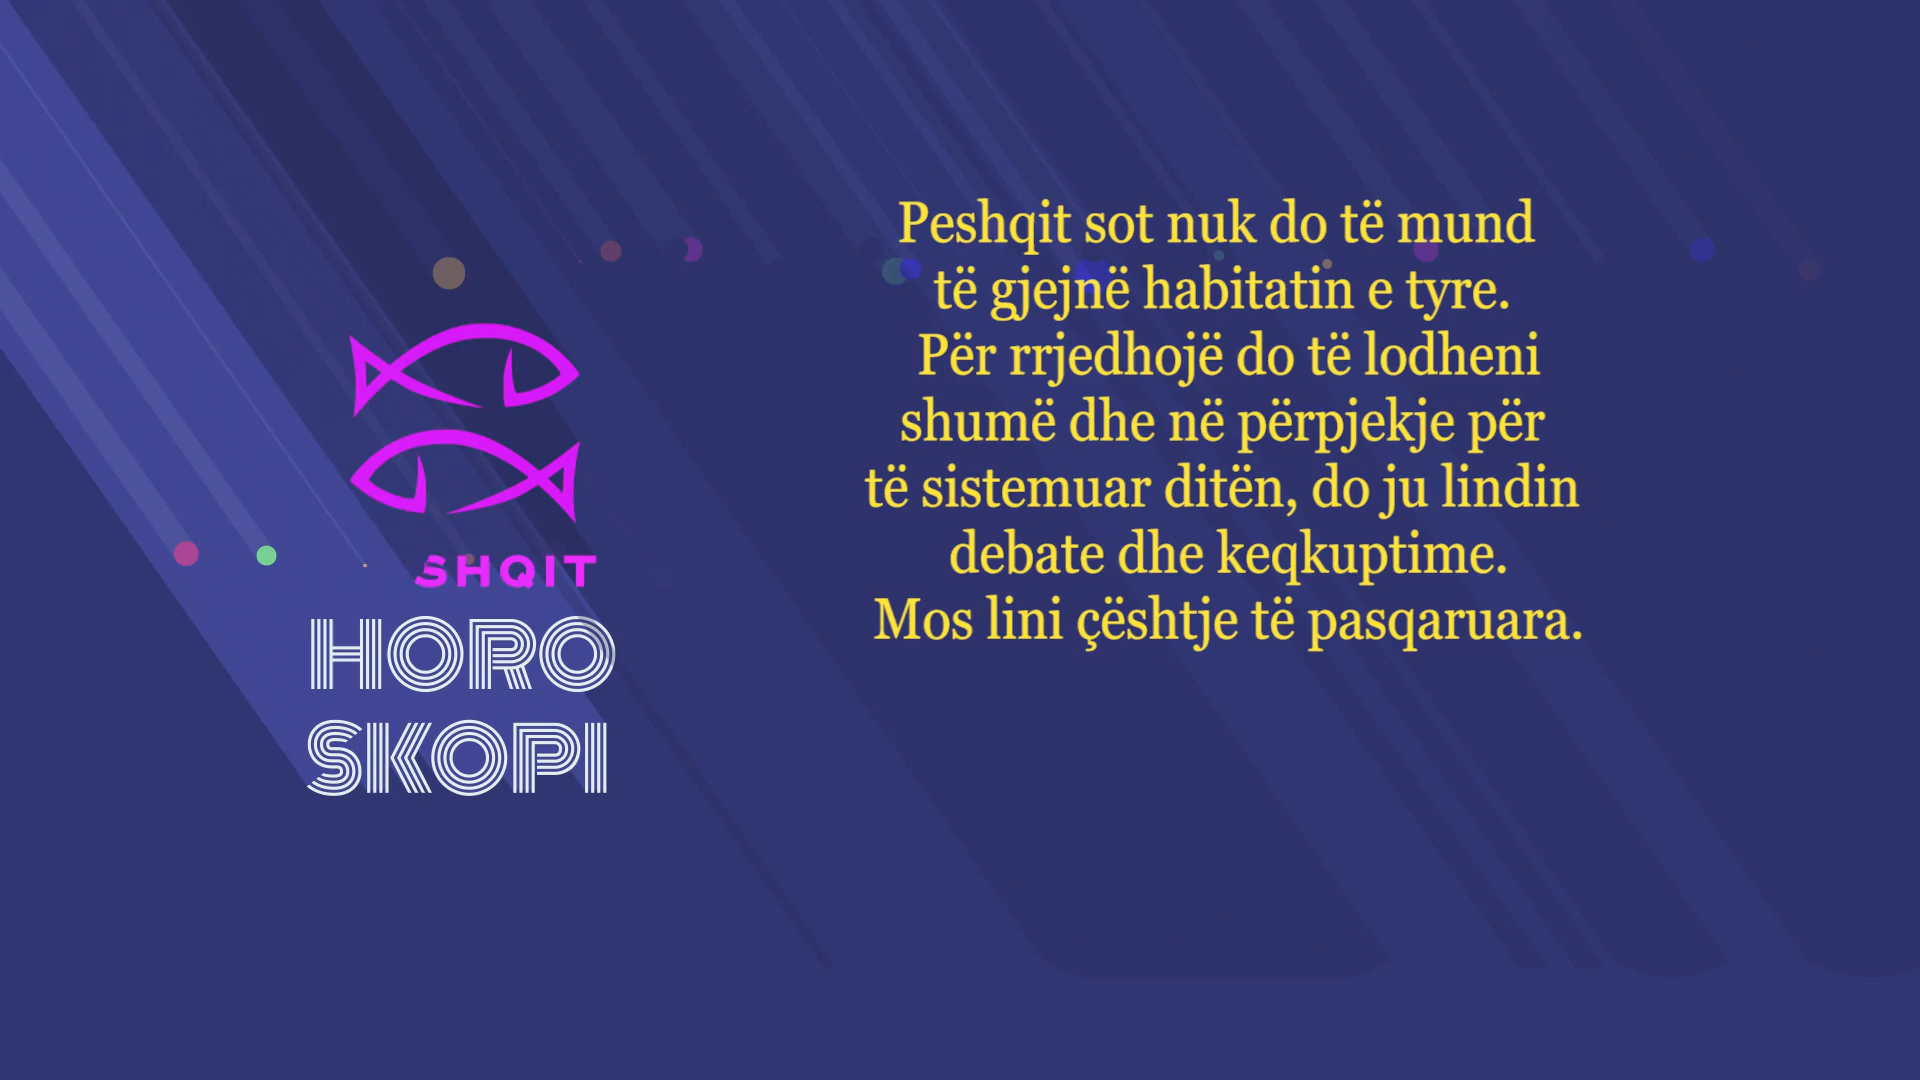 SHQIT
HORO
SKOPI
Peshqit sot nuk do të mund
të gjejnë habitatin e tyre.
Për rrjedhojë do të lodheni
shumë dhe në përpjekje për
të sistemuar ditën, do ju lindin
debate dhe keqkuptime.
Mos lini çështje të pasqaruara.